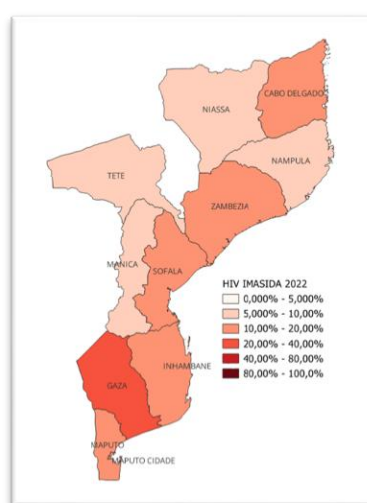 CABO DELGADO
NIASSA
NAMPULA
TETE
ZAMBEZIA
MANICA
SOFALA
HIV IMASIDA 2022
0,000% - 5,000%
5,000% - 10,00%
10,00% - 20,00%
20,00% - 40,00%
40,00% - 80,00%
80,00% - 100,0%
INHAMBANE
GAZA
MAPUTO
MAPUTO CIDADE